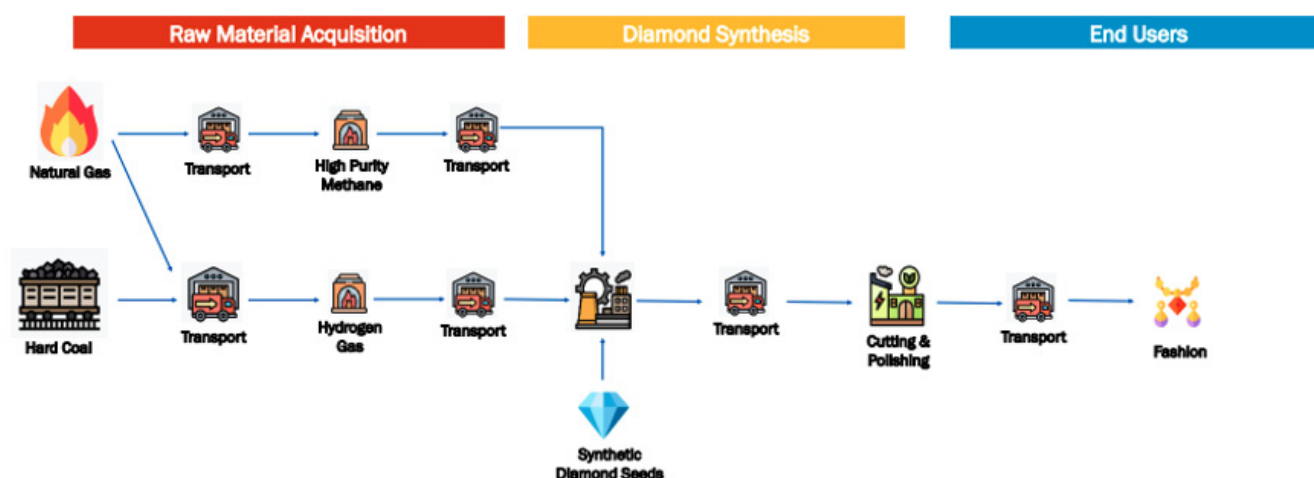 Raw Material Acquisition
Diamond Synthesis
End Users
Natural Gas
Transport
High Purity
Methane
Transport
Hard Coal
Transport
Hydrogen
Gas
Transport
Transport
Cutting &
Polishing
Transport
Fashion
Synthetic
Diamond Seeds